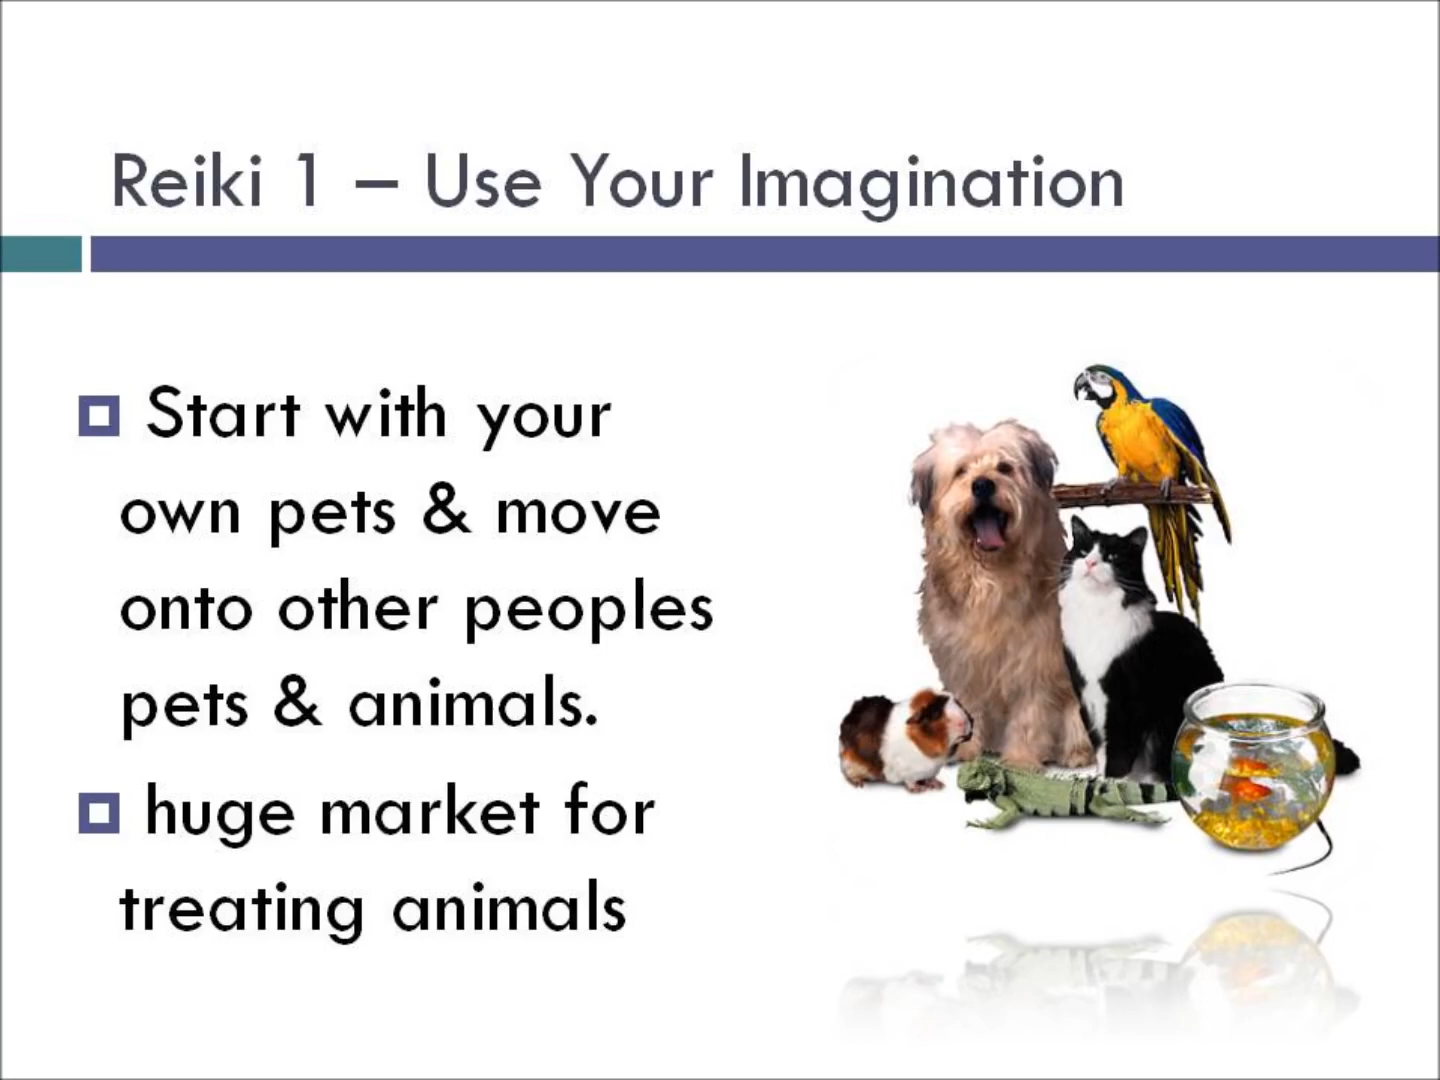 Reiki 1 – Use Your Imagination
Start with your
own pets & move
onto other peoples
pets & animals.
huge market for
treating animals